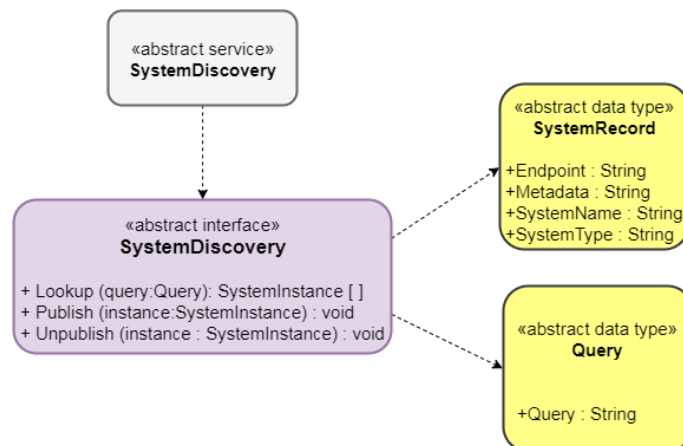 «abstract service»
SystemDiscovery
«abstract data type»
SystemRecord
+Endpoint : String
+Metadata : String
+SystemName : String
+SystemType : String
«abstract interface»
SystemDiscovery
+ Lookup (query:Query): SystemInstance [ ]
+ Publish (instance:SystemInstance) : void
+ Unpublish (instance : SystemInstance) : void
«abstract data type»
Query
+Query : String